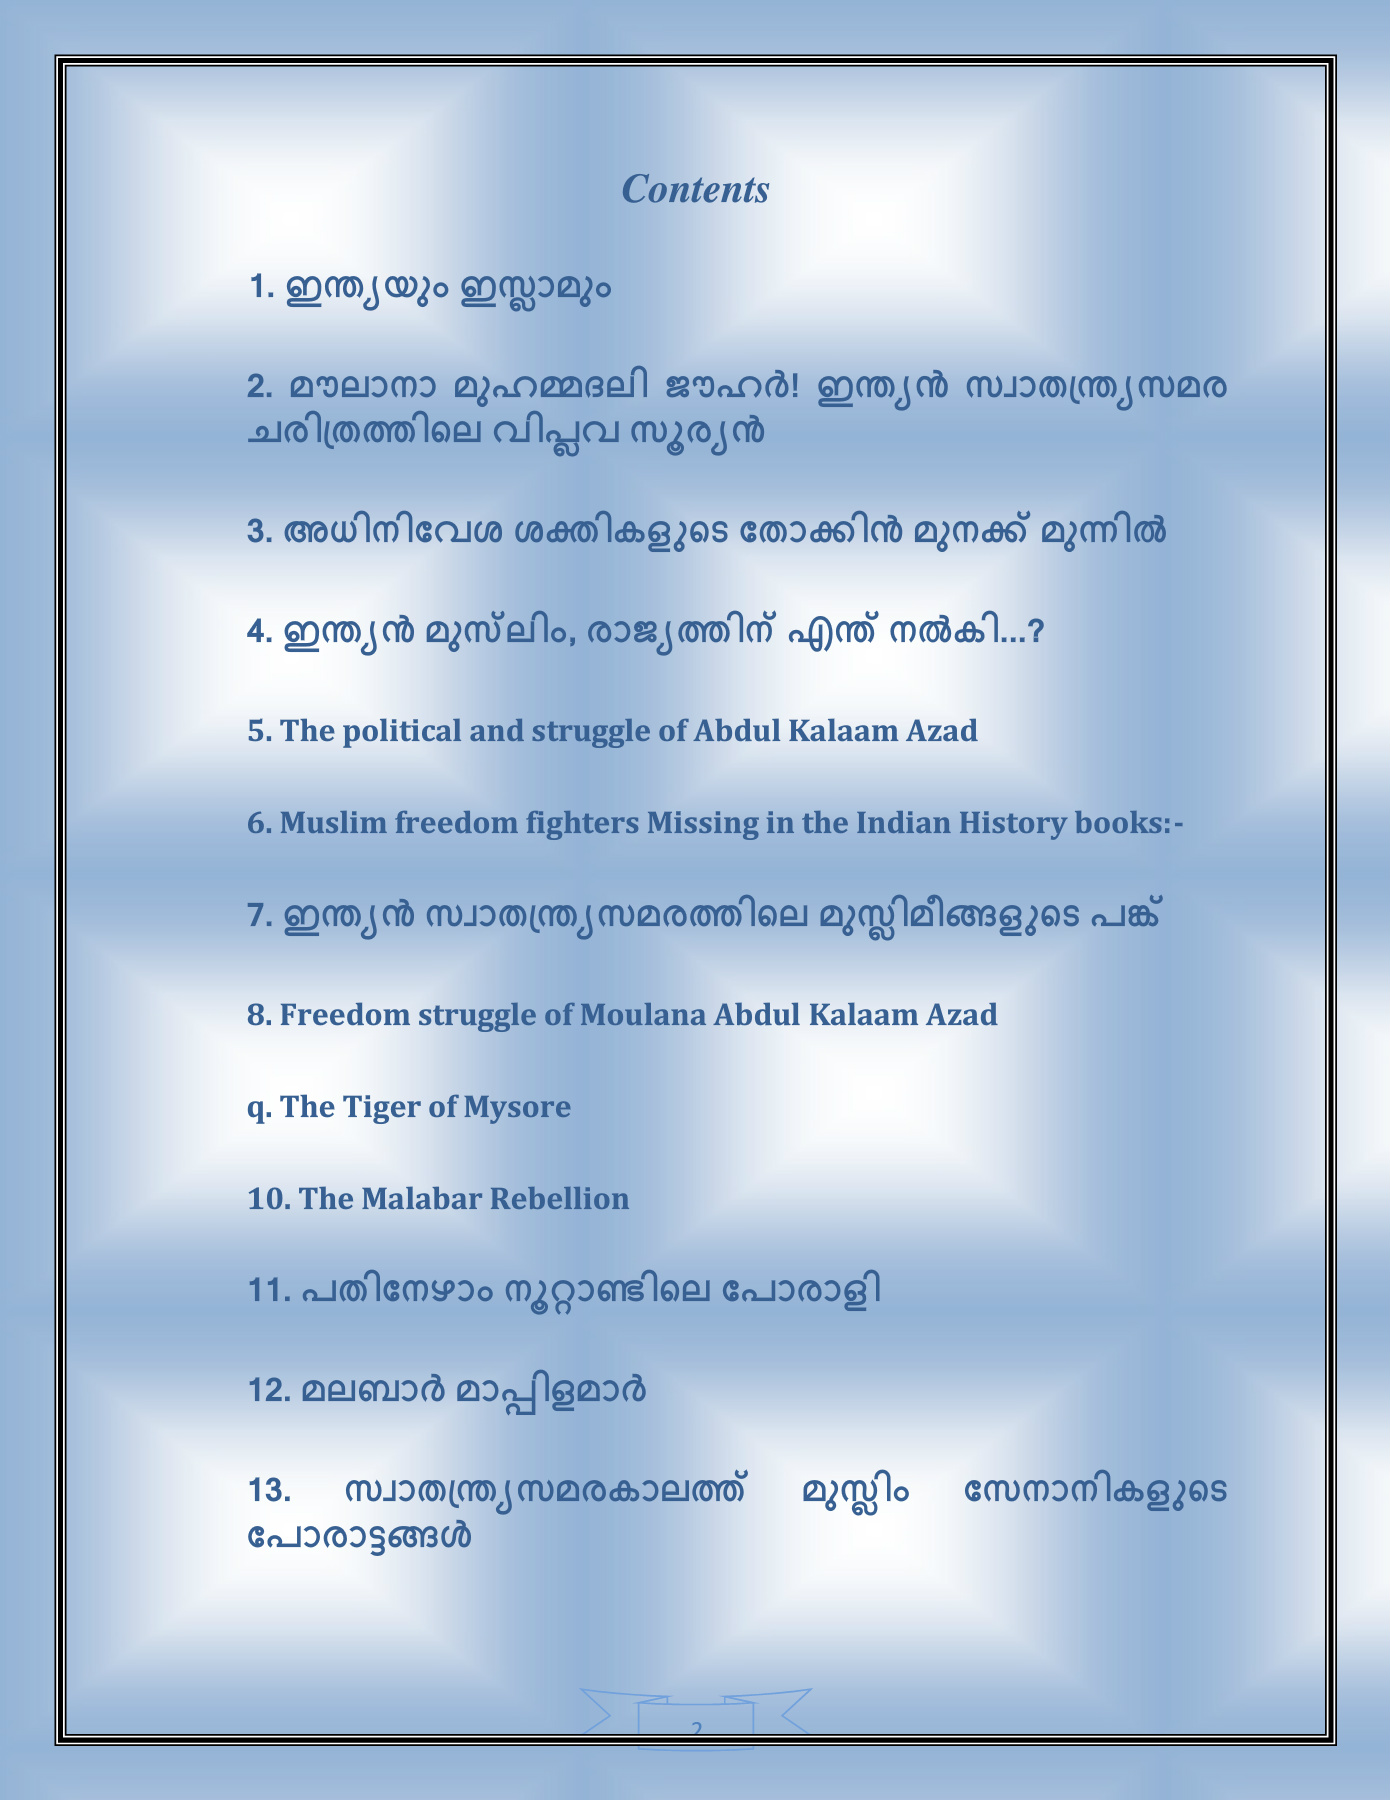 Contents
1. ഇന്ത്യയും ഇസ്ലാമും
2. മൗലാനാ മുഹമ്മദലി ജൗഹർ! ഇന്ത്യൻ സ്വാതന്ത്ര്യസമര
ചരിത്രത്തിലെ വിപ്ലവ സൂര്യൻ
3. അധിനിവേശ ശക്തികളുടെ തോക്കിൻ മുനക്ക് മുന്നിൽ
4. ഇന്ത്യൻ മുസ്‌ലിം, രാജ്യത്തിന് എന്ത് നൽകി...?
5. The political and struggle of Abdul Kalaam Azad
6. Muslim freedom fighters Missing in the Indian History books:-
7. ഇന്ത്യൻ സ്വാതന്ത്ര്യസമരത്തിലെ മുസ്ലിമീങ്ങളുടെ പങ്ക്
8. Freedom struggle of Moulana Abdul Kalaam Azad
q. The Tiger of Mysore
10. The Malabar Rebellion
11. പതിനേഴാം നൂറ്റാണ്ടിലെ പോരാളി
12. മലബാർ മാപ്പിളമാർ
13. സ്വാതന്ത്ര്യസമരകാലത്ത് മുസ്ലിം സേനാനികളുടെ
പോരാട്ടങ്ങൾ
2